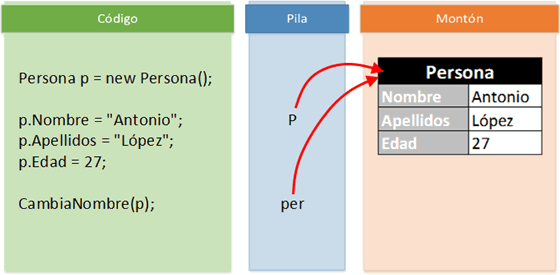 Código
Pila
Montón
Persona p = new Persona();
p.Nombre = "Antonio";
p.Apellidos = "López";
p.Edad = 27;
CambiaNombre(p);
P
per
Persona
Nombre Antonio
Apellidos López
Edad 27